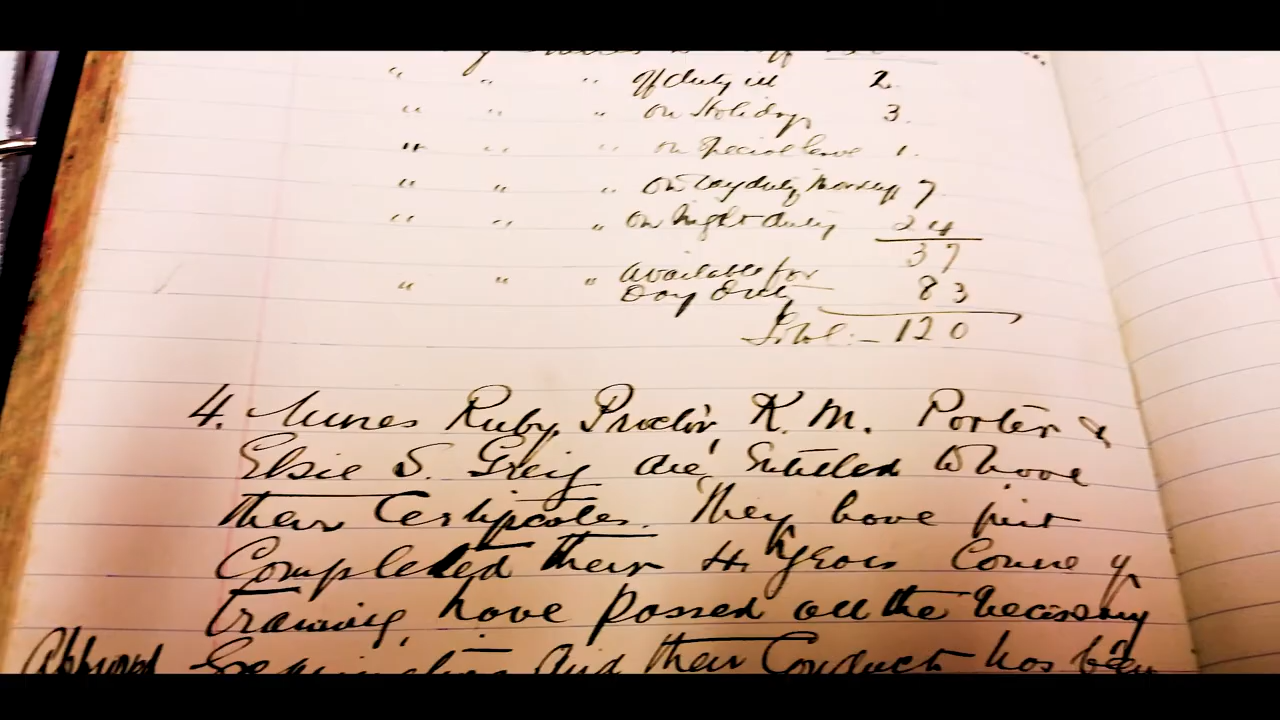 " " " off duty ill 2.
" " " on Holidays 3.
" " " on Special leave 1.
" " " on Day duty 7
" " " on Night duty 24
37
" " " Available for
Day Duty 83
Total:- 120
4. Nurses Ruby Proctor, K. M. Porter &
Elsie S. Greig are entitled to have
their Certificates. They have just
Completed their 4 years Course of
training, have passed all the necessary
Approved Examinations and their Conduct has been